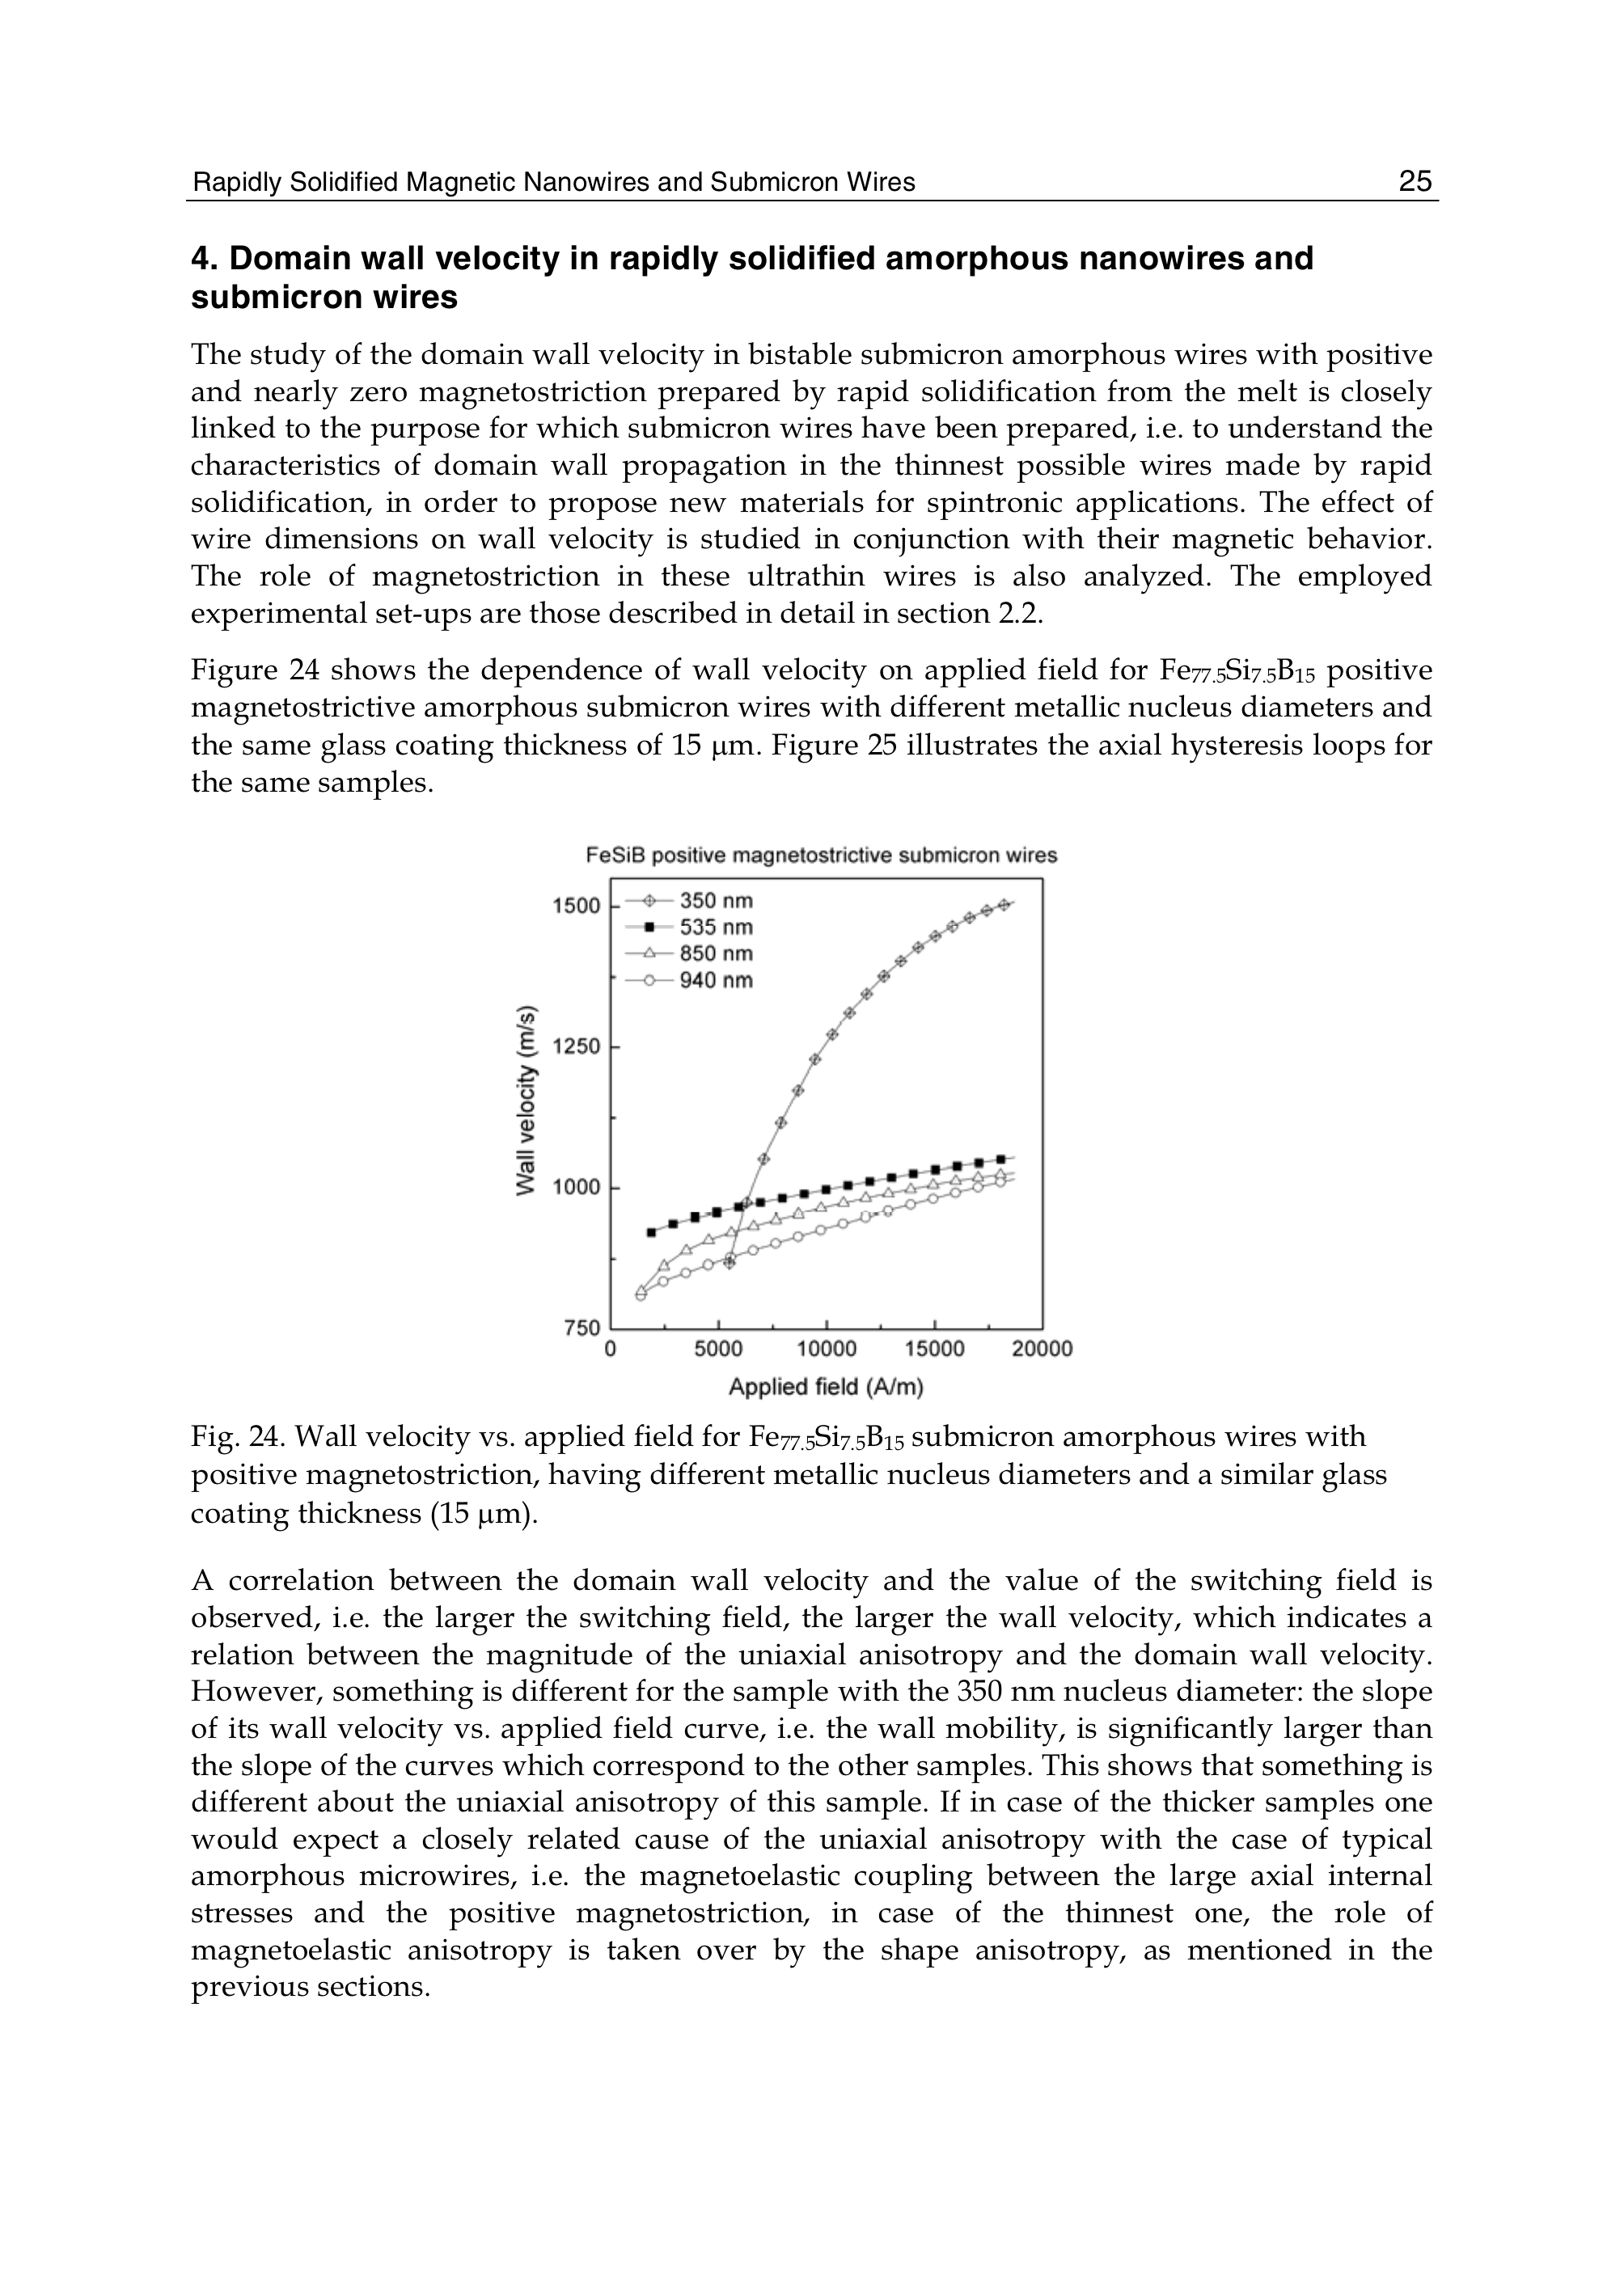 Rapidly Solidified Magnetic Nanowires and Submicron Wires 25
4. Domain wall velocity in rapidly solidified amorphous nanowires and
submicron wires
The study of the domain wall velocity in bistable submicron amorphous wires with positive
and nearly zero magnetostriction prepared by rapid solidification from the melt is closely
linked to the purpose for which submicron wires have been prepared, i.e. to understand the
characteristics of domain wall propagation in the thinnest possible wires made by rapid
solidification, in order to propose new materials for spintronic applications. The effect of
wire dimensions on wall velocity is studied in conjunction with their magnetic behavior.
The role of magnetostriction in these ultrathin wires is also analyzed. The employed
experimental set-ups are those described in detail in section 2.2.
Figure 24 shows the dependence of wall velocity on applied field for Fe77.5Si7.5B15 positive
magnetostrictive amorphous submicron wires with different metallic nucleus diameters and
the same glass coating thickness of 15 μm. Figure 25 illustrates the axial hysteresis loops for
the same samples.
FeSiB positive magnetostrictive submicron wires
350 nm
535 nm
850 nm
940 nm
1500
1250
1000
750
Wall velocity (m/s)
0 5000 10000 15000 20000
Applied field (A/m)
Fig. 24. Wall velocity vs. applied field for Fe77.5Si7.5B15 submicron amorphous wires with
positive magnetostriction, having different metallic nucleus diameters and a similar glass
coating thickness (15 μm).
A correlation between the domain wall velocity and the value of the switching field is
observed, i.e. the larger the switching field, the larger the wall velocity, which indicates a
relation between the magnitude of the uniaxial anisotropy and the domain wall velocity.
However, something is different for the sample with the 350 nm nucleus diameter: the slope
of its wall velocity vs. applied field curve, i.e. the wall mobility, is significantly larger than
the slope of the curves which correspond to the other samples. This shows that something is
different about the uniaxial anisotropy of this sample. If in case of the thicker samples one
would expect a closely related cause of the uniaxial anisotropy with the case of typical
amorphous microwires, i.e. the magnetoelastic coupling between the large axial internal
stresses and the positive magnetostriction, in case of the thinnest one, the role of
magnetoelastic anisotropy is taken over by the shape anisotropy, as mentioned in the
previous sections.